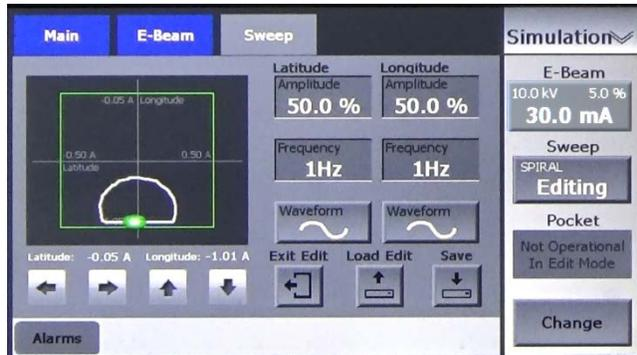 Main
E-Beam
Sweep
Simulation
-0.05 A Longitude
-0.50 A
0.50 A
Latitude
Latitude
Amplitude
50.0 %
Frequency
1Hz
Waveform
Longitude
Amplitude
50.0 %
Frequency
1Hz
Waveform
Latitude: -0.05 A Longitude: -1.01 A
Exit Edit
Load Edit
Save
Alarms
E-Beam
10.0 kV 5.0 %
30.0 mA
Sweep
SPIRAL
Editing
Pocket
Not Operational
In Edit Mode
Change